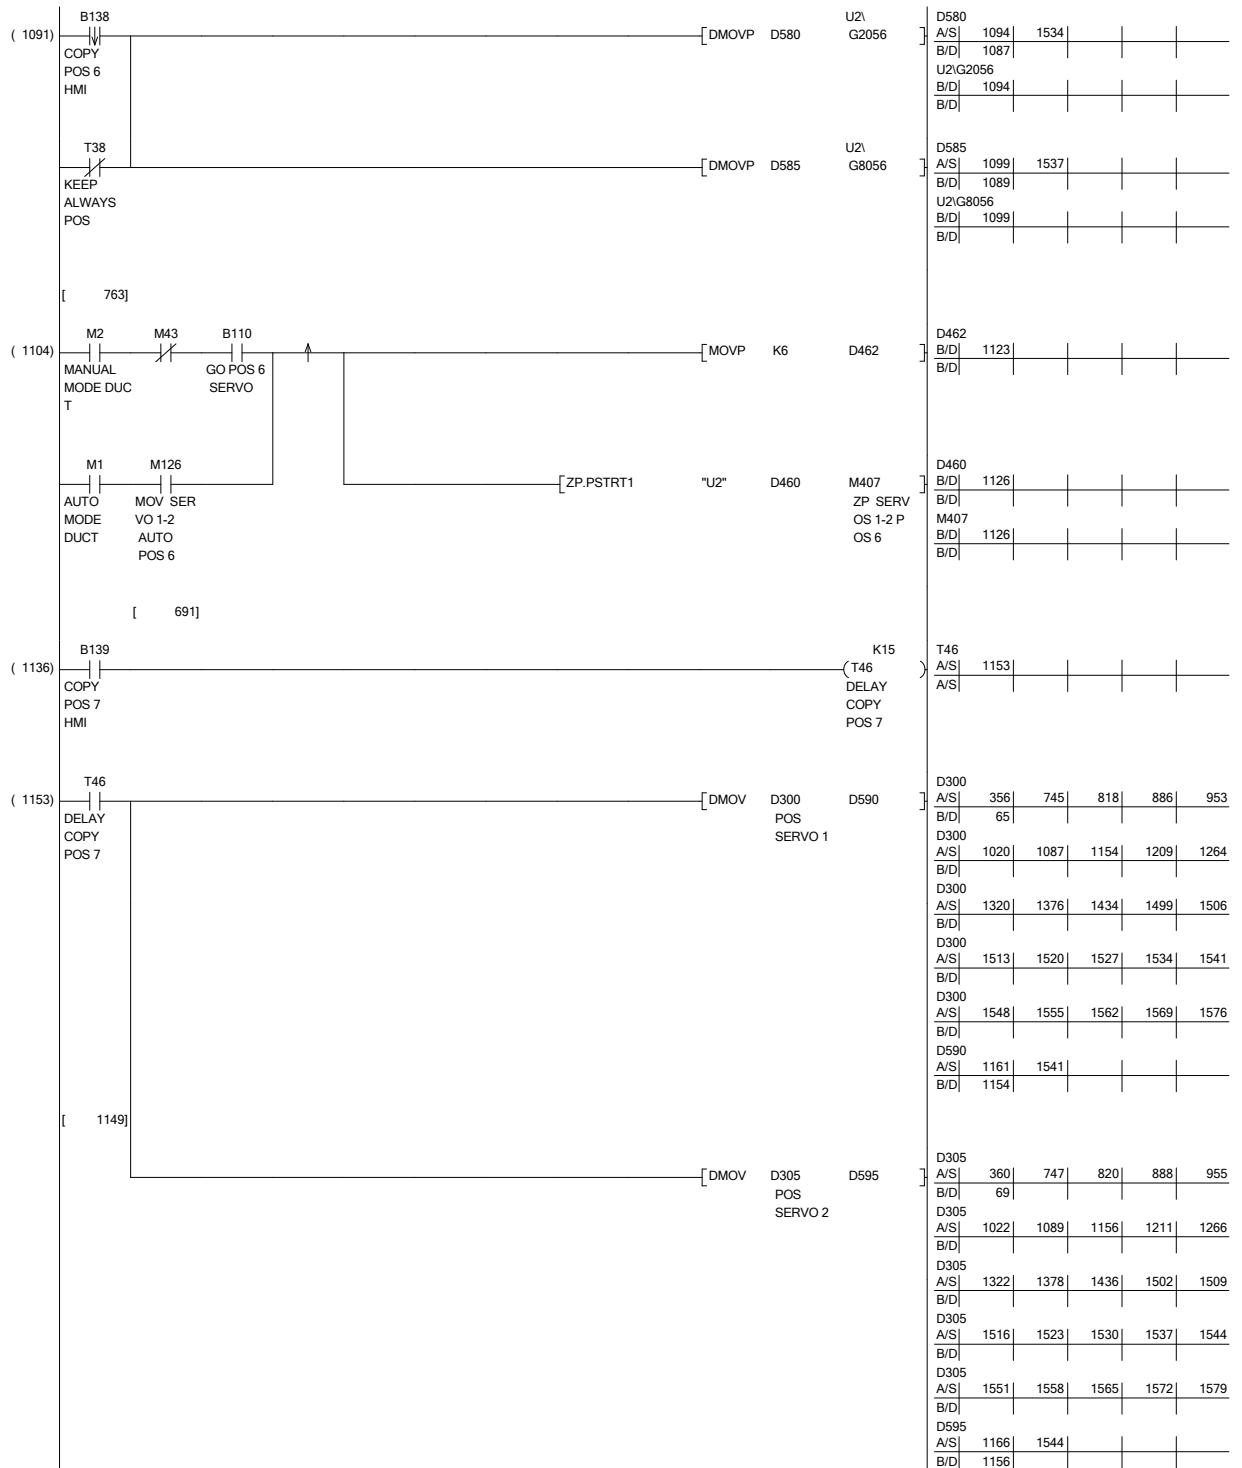 B138 U2\ D580
( 1091) DMOVP D580 G2056 A/S 1094 1534
COPY B/D 1087
POS 6 U2\G2056
HMI B/D 1094
B/D
T38 U2\ D585
DMOVP D585 G8056 A/S 1099 1537
KEEP B/D 1089
ALWAYS U2\G8056
POS B/D 1099
B/D
[ 763]
M2 M43 B110 D462
( 1104) MOVP K6 D462 B/D 1123
MANUAL GO POS 6 B/D
MODE DUC SERVO
T
M1 M126 D460
ZP.PSTRT1 "U2" D460 M407 B/D 1126
AUTO MOV SER ZP SERV B/D
MODE VO 1-2 OS 1-2 P M407
DUCT AUTO OS 6 B/D 1126
POS 6 B/D
[ 691]
B139 K15 T46
( 1136) T46 A/S 1153
COPY DELAY A/S
POS 7 COPY
HMI POS 7
T46 D300
( 1153) DMOV D300 D590 A/S 356 745 818 886 953
DELAY POS B/D 65
COPY SERVO 1 D300
POS 7 A/S 1020 1087 1154 1209 1264
B/D
D300
A/S 1320 1376 1434 1499 1506
B/D
D300
A/S 1513 1520 1527 1534 1541
B/D
D300
A/S 1548 1555 1562 1569 1576
B/D
D590
A/S 1161 1541
B/D 1154
[ 1149]
D305
DMOV D305 D595 A/S 360 747 820 888 955
POS B/D 69
SERVO 2 D305
A/S 1022 1089 1156 1211 1266
B/D
D305
A/S 1322 1378 1436 1502 1509
B/D
D305
A/S 1516 1523 1530 1537 1544
B/D
D305
A/S 1551 1558 1565 1572 1579
B/D
D595
A/S 1166 1544
B/D 1156